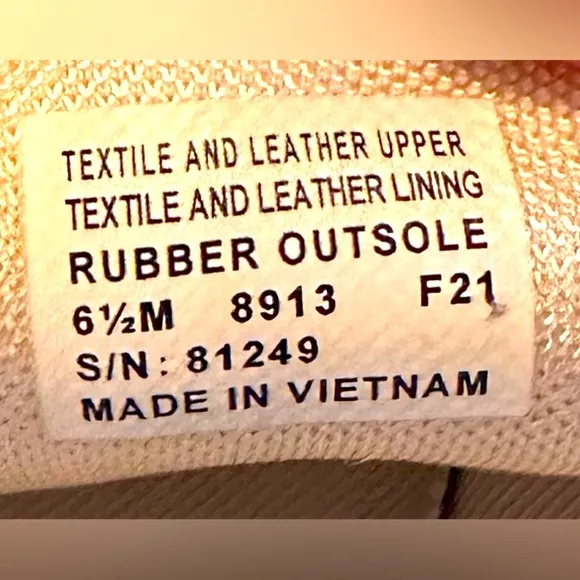 TEXTILE AND LEATHER UPPER
TEXTILE AND LEATHER LINING
RUBBER OUTSOLE
6½M 8913 F21
S/N: 81249
MADE IN VIETNAM